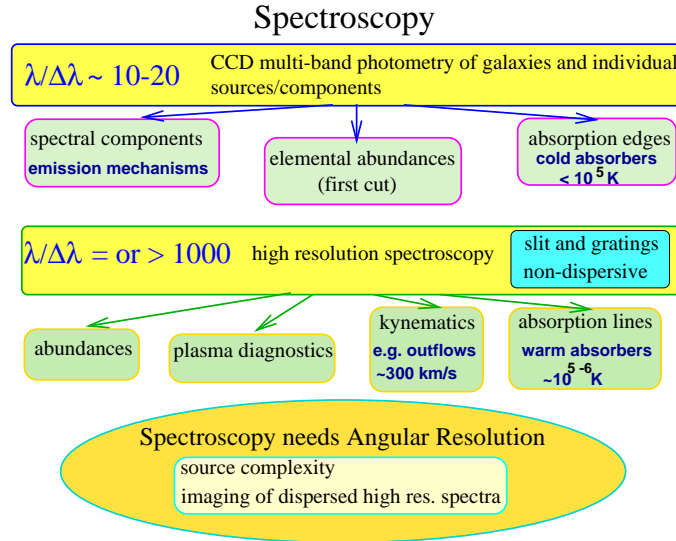 Spectroscopy
λ/Δλ ~ 10-20
CCD multi-band photometry of galaxies and individual
sources/components
spectral components
emission mechanisms
elemental abundances
(first cut)
absorption edges
cold absorbers
< 10^5 K
λ/Δλ = or > 1000
high resolution spectroscopy
slit and gratings
non-dispersive
abundances
plasma diagnostics
kynematics
e.g. outflows
~300 km/s
absorption lines
warm absorbers
~10^5-6 K
Spectroscopy needs Angular Resolution
source complexity
imaging of dispersed high res. spectra